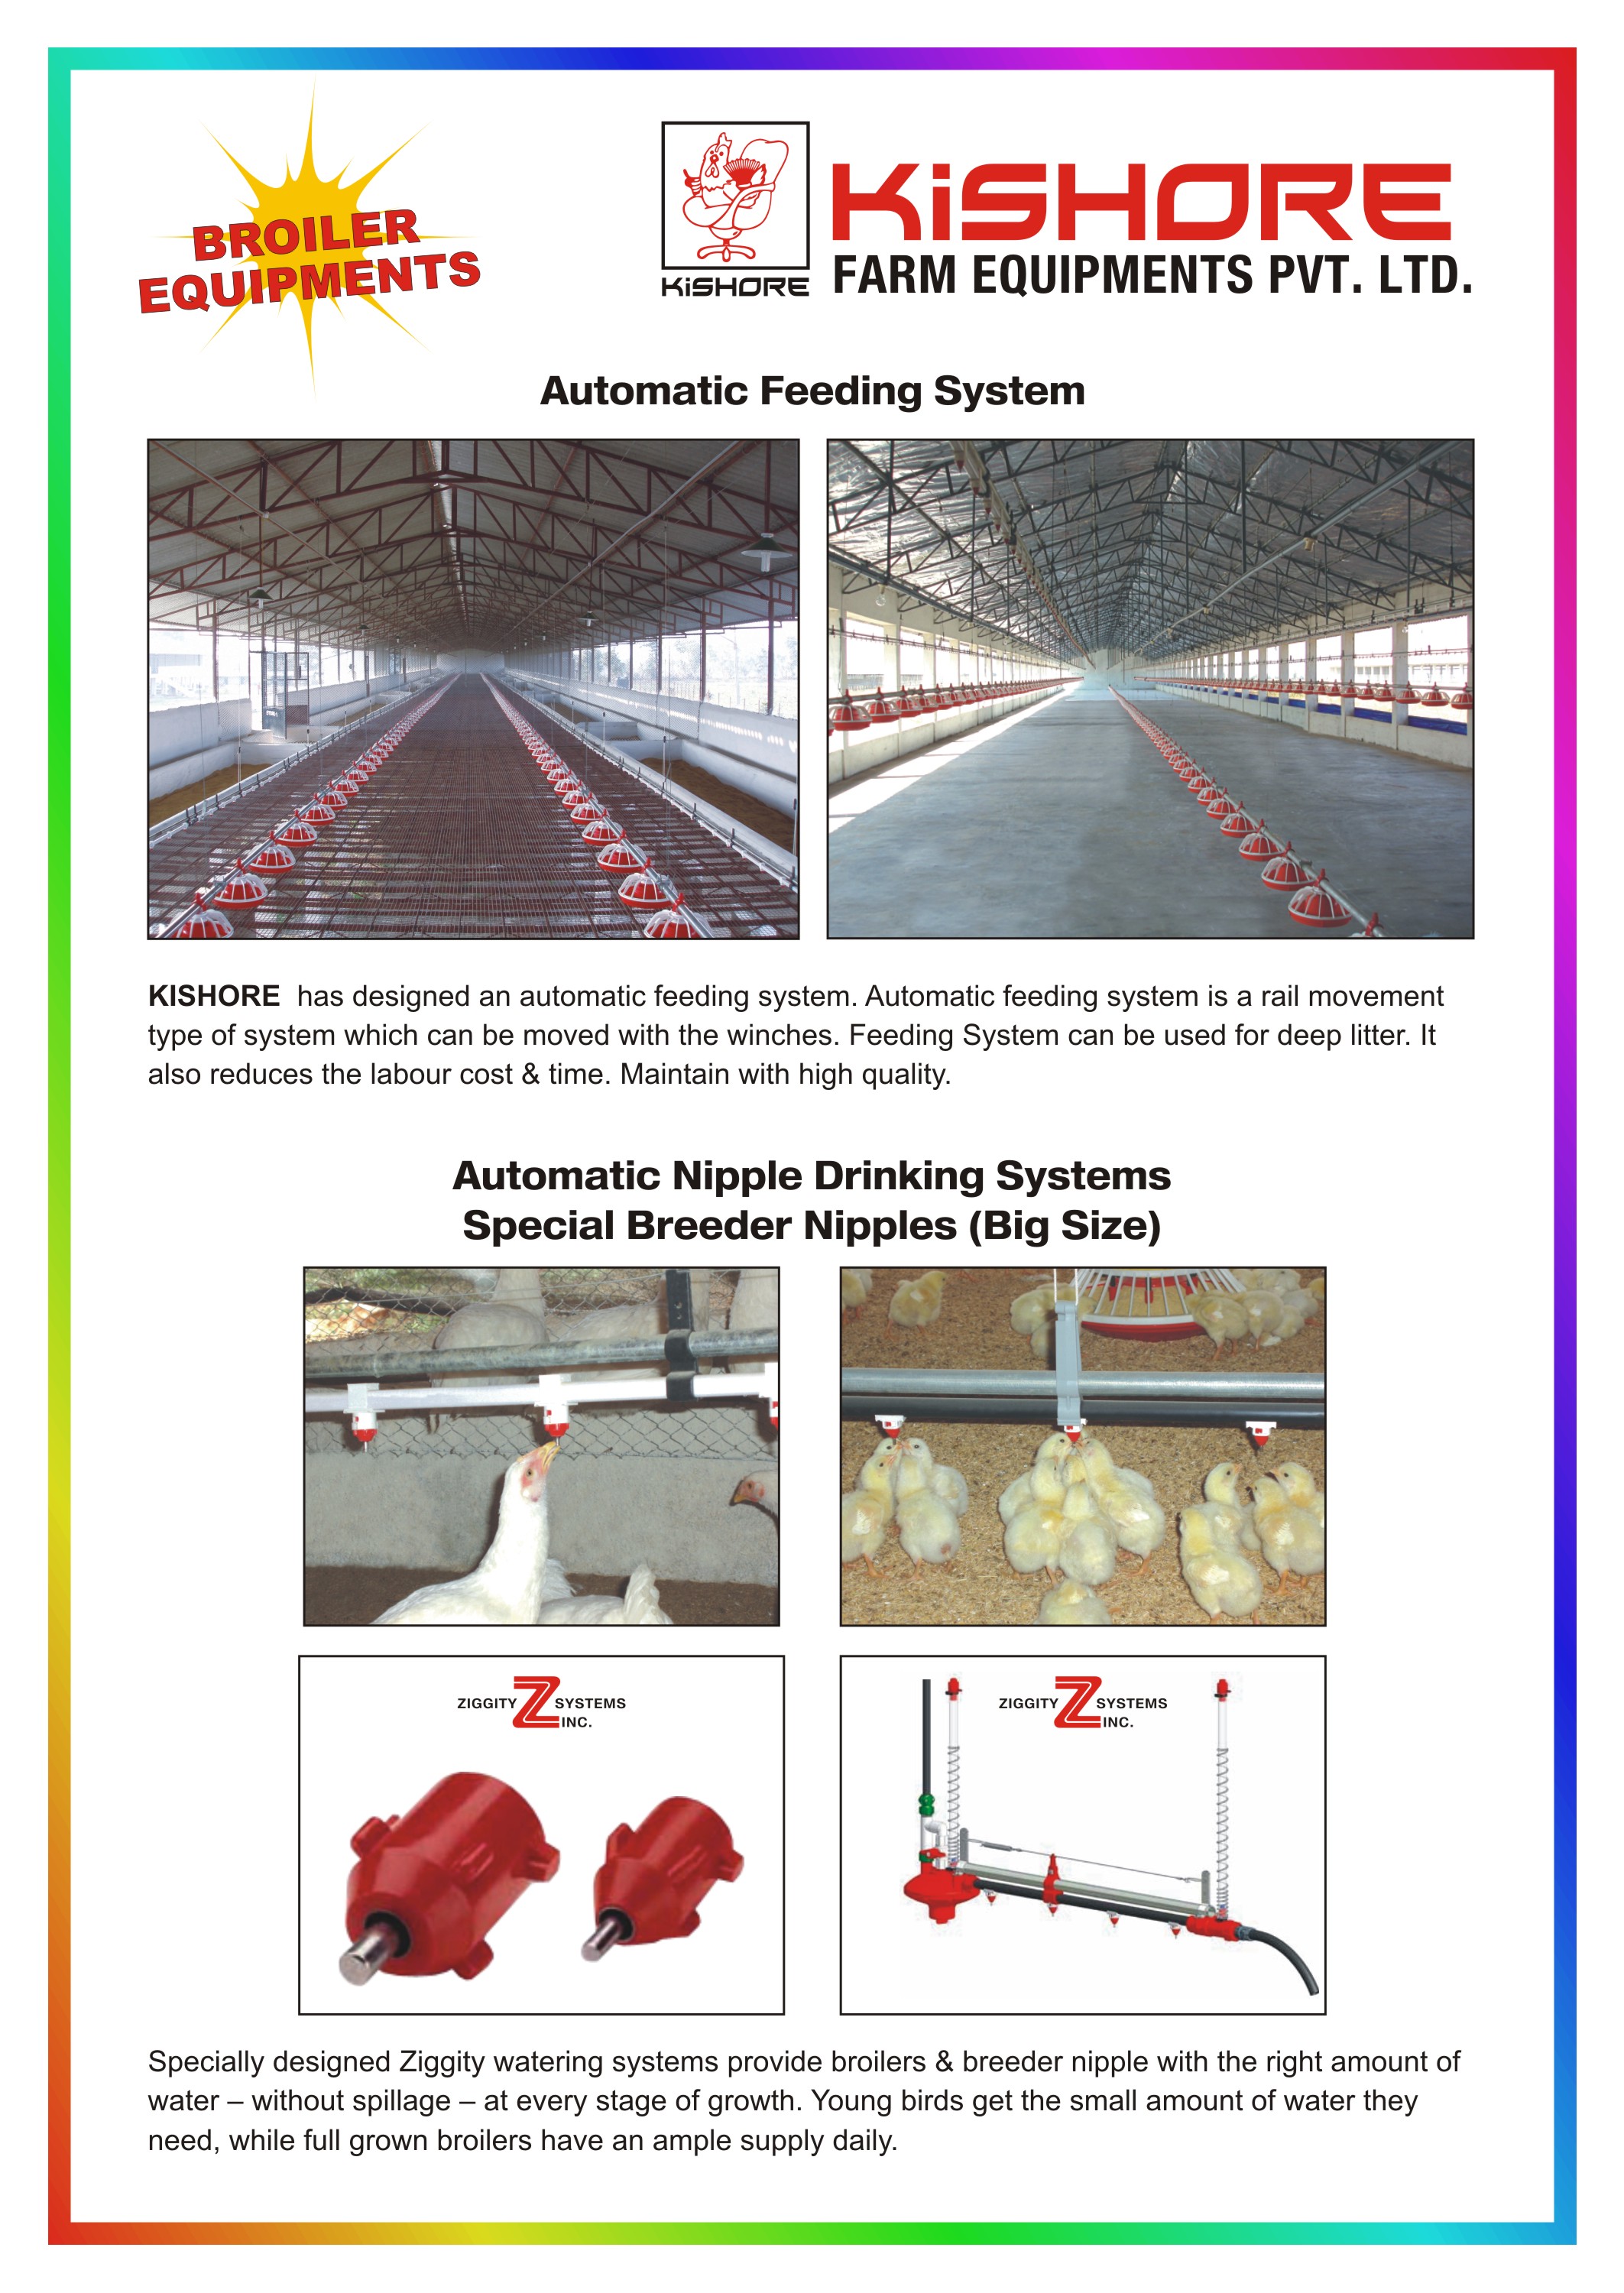 BROILER
EQUIPMENTS
KiSHORE
KiSHORE
FARM EQUIPMENTS PVT. LTD.
Automatic Feeding System
KISHORE has designed an automatic feeding system. Automatic feeding system is a rail movement
type of system which can be moved with the winches. Feeding System can be used for deep litter. It
also reduces the labour cost & time. Maintain with high quality.
Automatic Nipple Drinking Systems
Special Breeder Nipples (Big Size)
ZIGGITY Z SYSTEMS
INC.
ZIGGITY Z SYSTEMS
INC.
Specially designed Ziggity watering systems provide broilers & breeder nipple with the right amount of
water – without spillage – at every stage of growth. Young birds get the small amount of water they
need, while full grown broilers have an ample supply daily.